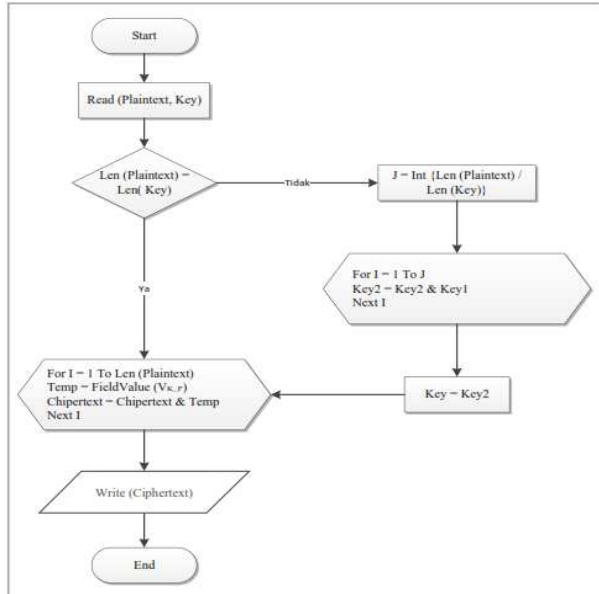 Start
Read (Plaintext, Key)
Len (Plaintext) =
Len( Key)
Tidak
J = Int {Len (Plaintext) /
Len (Key)}
Ya
For I = 1 To J
Key2 = Key2 & Key1
Next I
Key = Key2
For I = 1 To Len (Plaintext)
Temp = FieldValue (VK_P)
Chipertext = Chipertext & Temp
Next I
Write (Ciphertext)
End